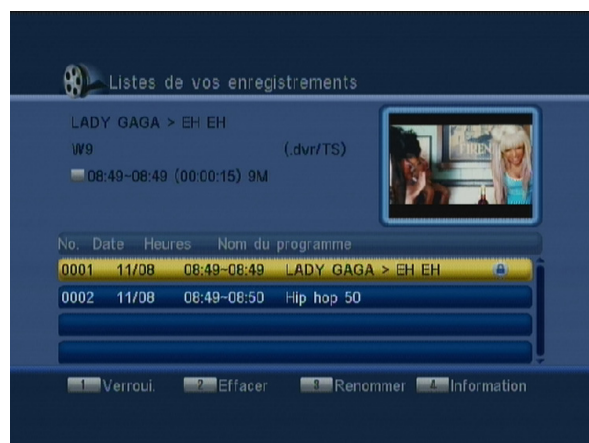 Listes de vos enregistrements
LADY GAGA > EH EH
W9 (.dvr/TS)
08:49~08:49 (00:00:15) 9M
No. Date Heures Nom du programme
0001 11/08 08:49~08:49 LADY GAGA > EH EH
0002 11/08 08:49~08:50 Hip hop 50
1 Verroui. 2 Effacer 3 Renommer 4 Information